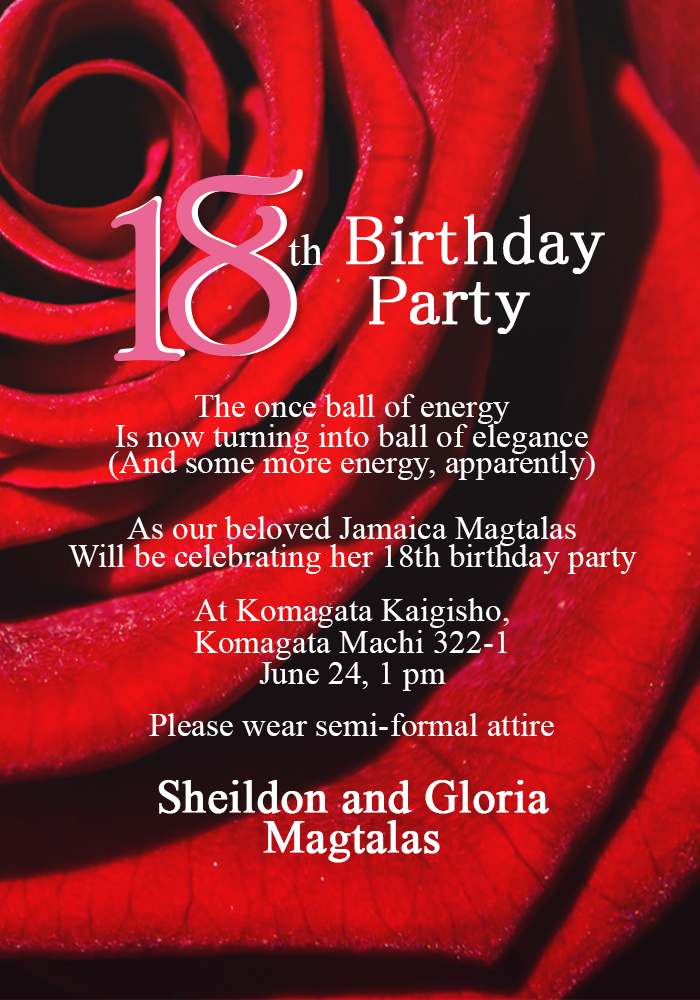 18th Birthday
Party
The once ball of energy
Is now turning into ball of elegance
(And some more energy, apparently)
As our beloved Jamaica Magtalas
Will be celebrating her 18th birthday party
At Komagata Kaigisho,
Komagata Machi 322-1
June 24, 1 pm
Please wear semi-formal attire
Sheildon and Gloria
Magtalas